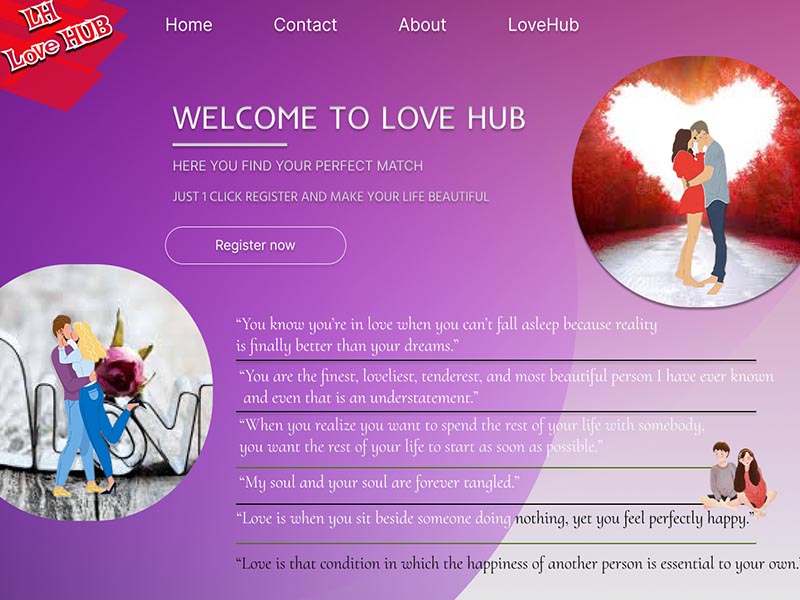 LH
Love HUB
Home Contact About LoveHub
WELCOME TO LOVE HUB
HERE YOU FIND YOUR PERFECT MATCH
JUST 1 CLICK REGISTER AND MAKE YOUR LIFE BEAUTIFUL
Register now
“You know you’re in love when you can’t fall asleep because reality
is finally better than your dreams.”
“You are the finest, loveliest, tenderest, and most beautiful person I have ever known
and even that is an understatement.”
“When you realize you want to spend the rest of your life with somebody,
you want the rest of your life to start as soon as possible.”
“My soul and your soul are forever tangled.”
“Love is when you sit beside someone doing nothing, yet you feel perfectly happy.”
“Love is that condition in which the happiness of another person is essential to your own.”